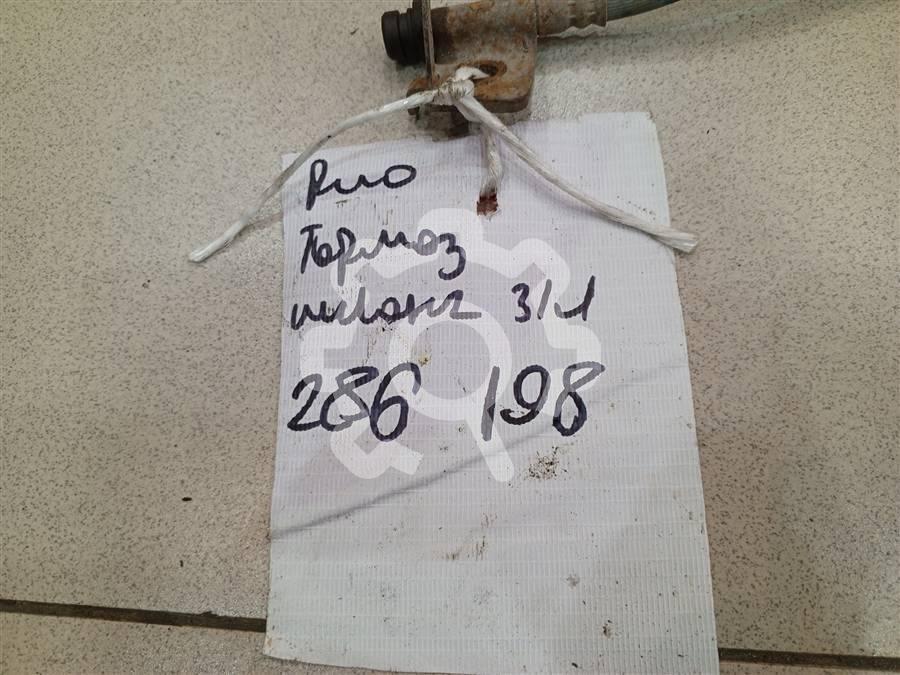 Рио
Тормоз
шланг З/Л
286 198